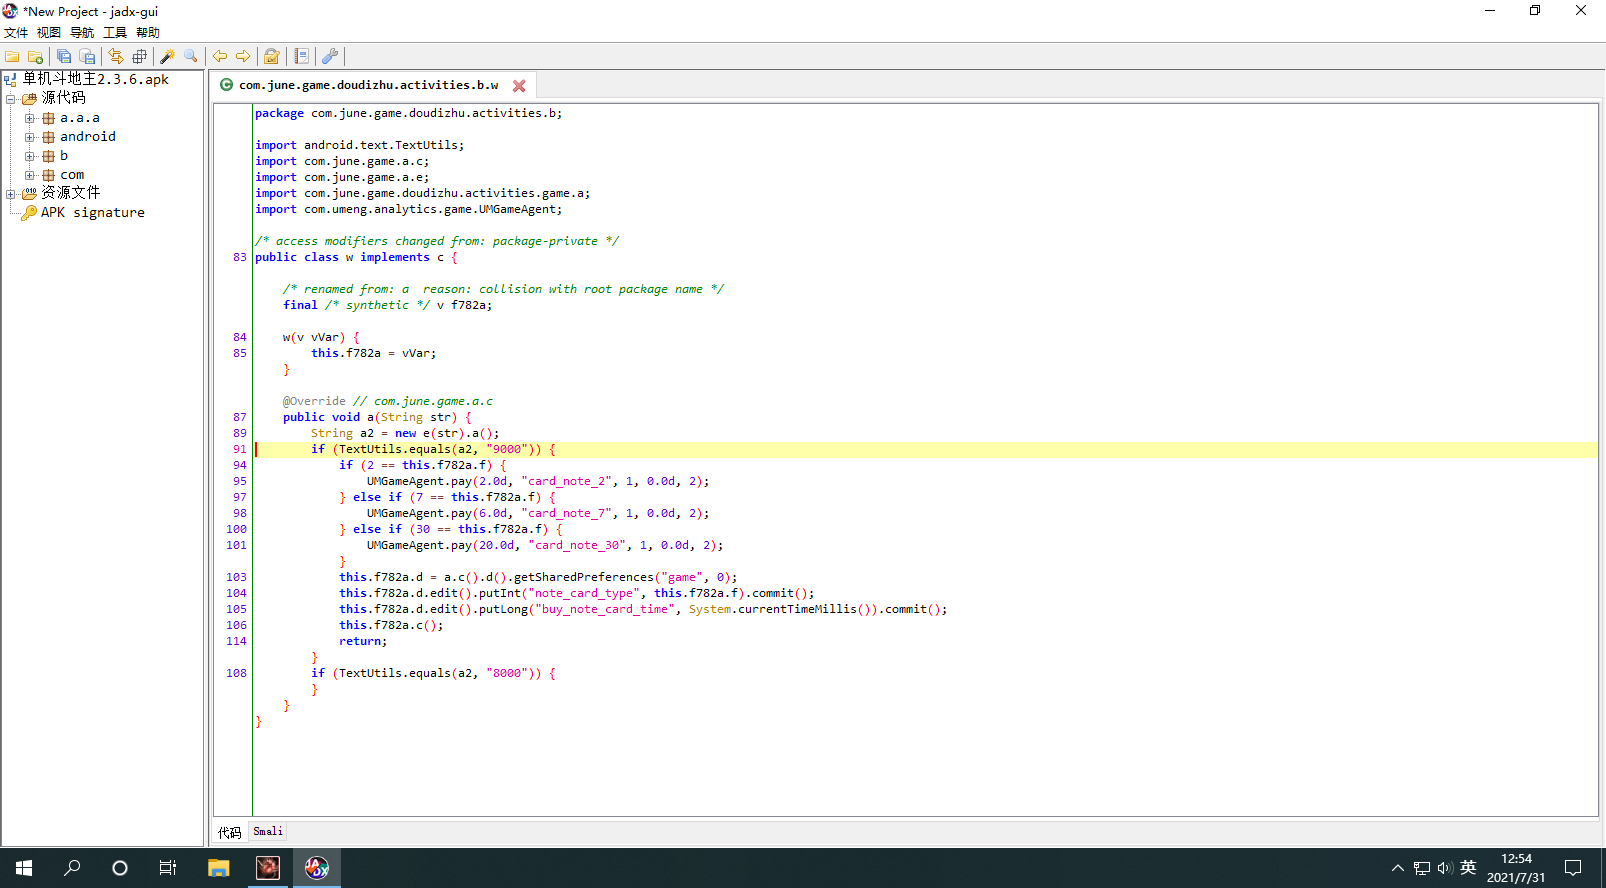 *New Project - jadx-gui
文件 视图 导航 工具 帮助
单机斗地主2.3.6.apk
源代码
a.a.a
android
b
com
资源文件
APK signature
com.june.game.doudizhu.activities.b.w
package com.june.game.doudizhu.activities.b;
import android.text.TextUtils;
import com.june.game.a.c;
import com.june.game.a.e;
import com.june.game.doudizhu.activities.game.a;
import com.umeng.analytics.game.UMGameAgent;
/* access modifiers changed from: package-private */
83 public class w implements c {
/* renamed from: a  reason: collision with root package name */
final /* synthetic */ v f782a;
84 w(v vVar) {
85 this.f782a = vVar;
}
@Override // com.june.game.a.c
87 public void a(String str) {
89 String a2 = new e(str).a();
91 if (TextUtils.equals(a2, "9000")) {
94 if (2 == this.f782a.f) {
95 UMGameAgent.pay(2.0d, "card_note_2", 1, 0.0d, 2);
97 } else if (7 == this.f782a.f) {
98 UMGameAgent.pay(6.0d, "card_note_7", 1, 0.0d, 2);
100 } else if (30 == this.f782a.f) {
101 UMGameAgent.pay(20.0d, "card_note_30", 1, 0.0d, 2);
}
103 this.f782a.d = a.c().d().getSharedPreferences("game", 0);
104 this.f782a.d.edit().putInt("note_card_type", this.f782a.f).commit();
105 this.f782a.d.edit().putLong("buy_note_card_time", System.currentTimeMillis()).commit();
106 this.f782a.c();
114 return;
}
108 if (TextUtils.equals(a2, "8000")) {
}
}
}
代码 Smali
英
12:54
2021/7/31